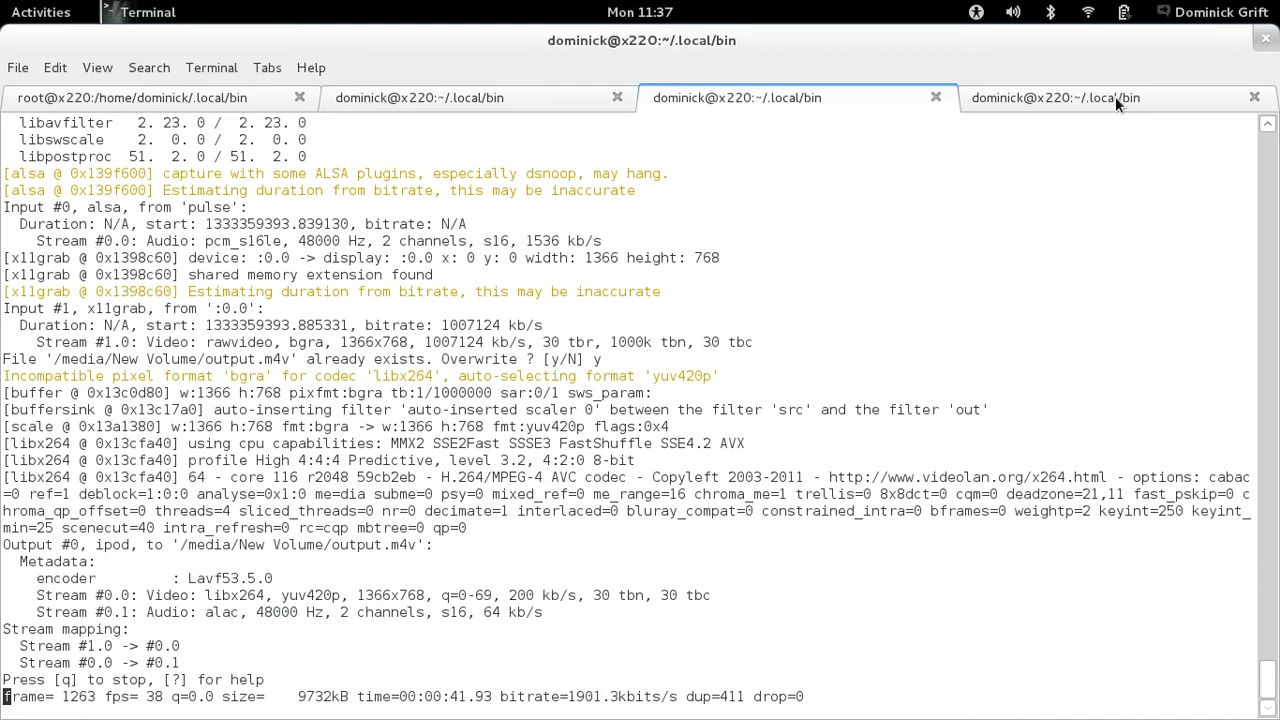 Activities Terminal Mon 11:37 Dominick Grift
dominick@x220:~/.local/bin
File Edit View Search Terminal Tabs Help
root@x220:/home/dominick/.local/bin dominick@x220:~/.local/bin dominick@x220:~/.local/bin dominick@x220:~/.local/bin
libavfilter 2. 23. 0 / 2. 23. 0
libswscale 2. 0. 0 / 2. 0. 0
libpostproc 51. 2. 0 / 51. 2. 0
[alsa @ 0x139f600] capture with some ALSA plugins, especially dsnoop, may hang.
[alsa @ 0x139f600] Estimating duration from bitrate, this may be inaccurate
Input #0, alsa, from 'pulse':
Duration: N/A, start: 1333359393.839130, bitrate: N/A
Stream #0.0: Audio: pcm_s16le, 48000 Hz, 2 channels, s16, 1536 kb/s
[x11grab @ 0x1398c60] device: :0.0 -> display: :0.0 x: 0 y: 0 width: 1366 height: 768
[x11grab @ 0x1398c60] shared memory extension found
[x11grab @ 0x1398c60] Estimating duration from bitrate, this may be inaccurate
Input #1, x11grab, from ':0.0':
Duration: N/A, start: 1333359393.885331, bitrate: 1007124 kb/s
Stream #1.0: Video: rawvideo, bgra, 1366x768, 1007124 kb/s, 30 tbr, 1000k tbn, 30 tbc
File '/media/New Volume/output.m4v' already exists. Overwrite ? [y/N] y
Incompatible pixel format 'bgra' for codec 'libx264', auto-selecting format 'yuv420p'
[buffer @ 0x13c0d80] w:1366 h:768 pixfmt:bgra tb:1/1000000 sar:0/1 sws_param:
[buffersink @ 0x13c17a0] auto-inserting filter 'auto-inserted scaler 0' between the filter 'src' and the filter 'out'
[scale @ 0x13a1380] w:1366 h:768 fmt:bgra -> w:1366 h:768 fmt:yuv420p flags:0x4
[libx264 @ 0x13cfa40] using cpu capabilities: MMX2 SSE2Fast SSSE3 FastShuffle SSE4.2 AVX
[libx264 @ 0x13cfa40] profile High 4:4:4 Predictive, level 3.2, 4:2:0 8-bit
[libx264 @ 0x13cfa40] 64 - core 116 r2048 59cb2eb - H.264/MPEG-4 AVC codec - Copyleft 2003-2011 - http://www.videolan.org/x264.html - options: cabac
=0 ref=1 deblock=1:0:0 analyse=0x1:0 me=dia subme=0 psy=0 mixed_ref=0 me_range=16 chroma_me=1 trellis=0 8x8dct=0 cqm=0 deadzone=21,11 fast_pskip=0 c
hroma_qp_offset=0 threads=4 sliced_threads=0 nr=0 decimate=1 interlaced=0 bluray_compat=0 constrained_intra=0 bframes=0 weightp=2 keyint=250 keyint_
min=25 scenecut=40 intra_refresh=0 rc=cqp mbtree=0 qp=0
Output #0, ipod, to '/media/New Volume/output.m4v':
Metadata:
encoder : Lavf53.5.0
Stream #0.0: Video: libx264, yuv420p, 1366x768, q=0-69, 200 kb/s, 30 tbn, 30 tbc
Stream #0.1: Audio: alac, 48000 Hz, 2 channels, s16, 64 kb/s
Stream mapping:
Stream #1.0 -> #0.0
Stream #0.0 -> #0.1
Press [q] to stop, [?] for help
frame= 1263 fps= 38 q=0.0 size= 9732kB time=00:00:41.93 bitrate=1901.3kbits/s dup=411 drop=0